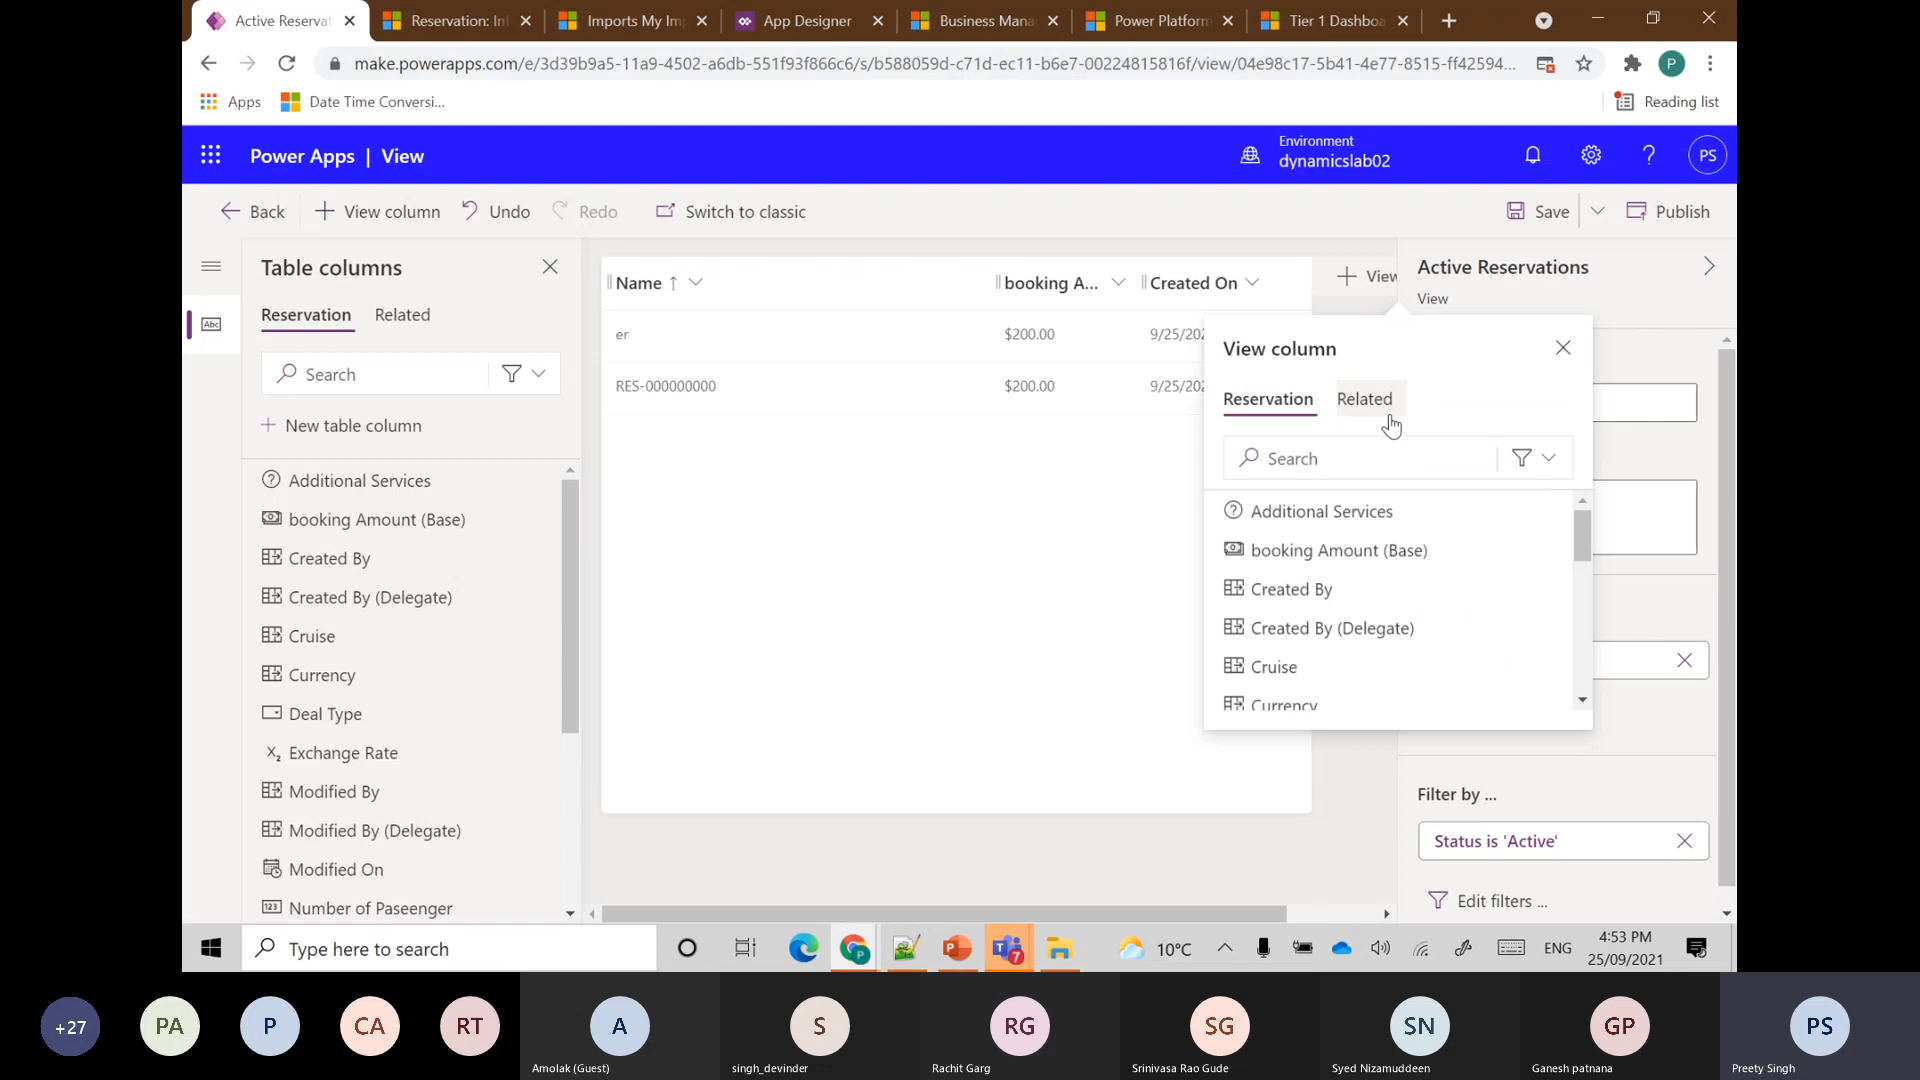 Active Reservat
Reservation: Inf
Imports My Im
App Designer
Business Mana
Power Platform
Tier 1 Dashboa
make.powerapps.com/e/3d39b9a5-11a9-4502-a6db-551f93f866c6/s/b588059d-c71d-ec11-b6e7-00224815816f/view/04e98c17-5b41-4e77-8515-ff42594...
P
Apps
Date Time Conversi...
Reading list
Power Apps | View
Environment
dynamicslab02
PS
Back
View column
Undo
Redo
Switch to classic
Save
Publish
Table columns
Reservation
Related
Search
New table column
Additional Services
booking Amount (Base)
Created By
Created By (Delegate)
Cruise
Currency
Deal Type
Exchange Rate
Modified By
Modified By (Delegate)
Modified On
Number of Paseenger
Abc
Name
booking A...
Created On
View
er
$200.00
9/25/202
RES-000000000
$200.00
9/25/202
Active Reservations
View
View column
Reservation
Related
Search
Additional Services
booking Amount (Base)
Created By
Created By (Delegate)
Cruise
Currency
Filter by ...
Status is 'Active'
Edit filters ...
Type here to search
7
10°C
ENG
4:53 PM
25/09/2021
+27
PA
P
CA
RT
A
Amolak (Guest)
S
singh_devinder
RG
Rachit Garg
SG
Srinivasa Rao Gude
SN
Syed Nizamuddeen
GP
Ganesh patnana
PS
Preety Singh